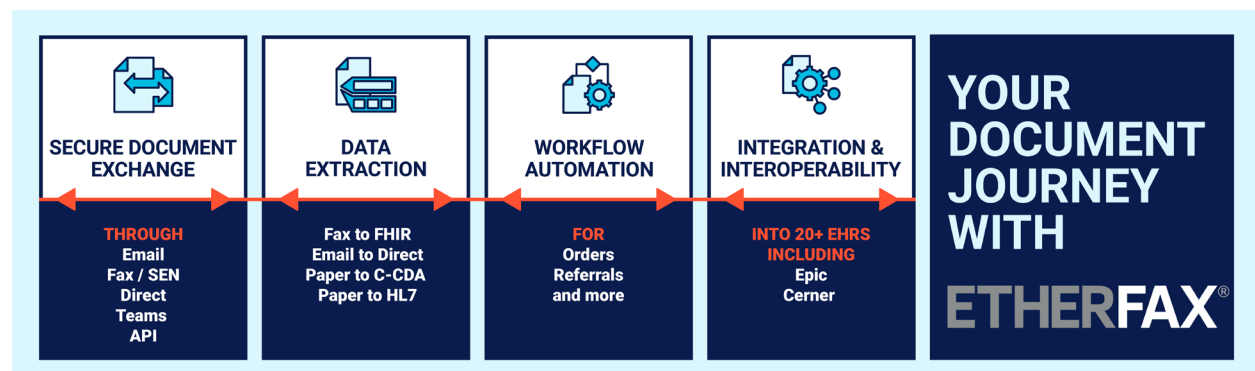 SECURE DOCUMENT
EXCHANGE
THROUGH
Email
Fax / SEN
Direct
Teams
API
DATA
EXTRACTION
Fax to FHIR
Email to Direct
Paper to C-CDA
Paper to HL7
WORKFLOW
AUTOMATION
FOR
Orders
Referrals
and more
INTEGRATION &
INTEROPERABILITY
INTO 20+ EHRS
INCLUDING
Epic
Cerner
YOUR
DOCUMENT
JOURNEY
WITH
ETHERFAX®